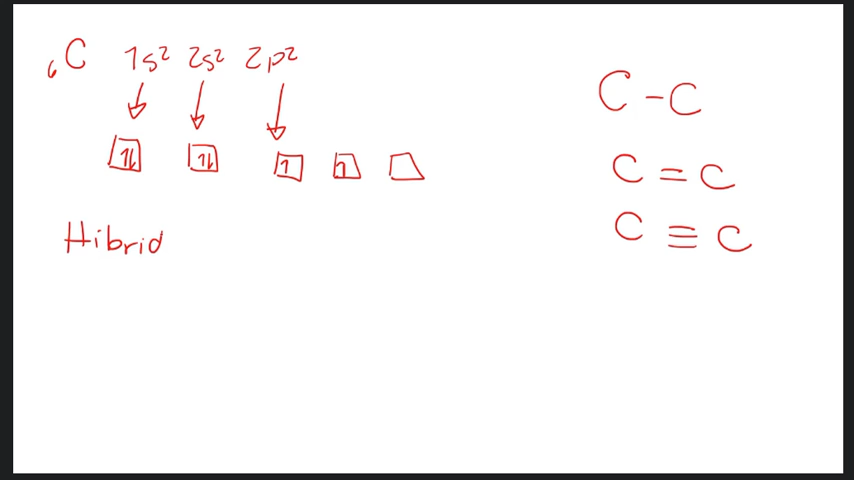 ₆C 1s² 2s² 2p²
Hibrid
C – C
C = C
C ≡ C